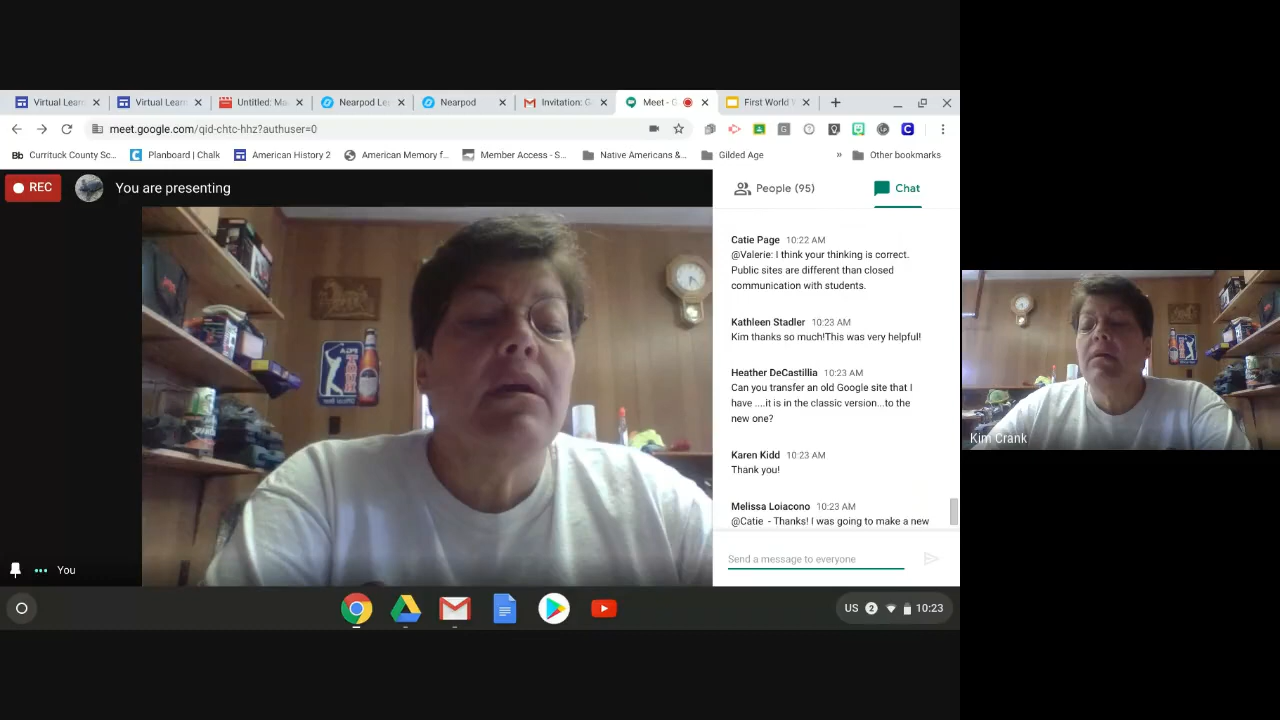 Virtual Lear
Virtual Lear
Untitled: Ma
Nearpod Le
Nearpod
Invitation: G
Meet - G
First World
meet.google.com/qid-chtc-hhz?authuser=0
Bb Currituck County Sc...
Planboard | Chalk
American History 2
American Memory f...
Member Access - S...
Native Americans &...
Gilded Age
»
Other bookmarks
REC
You are presenting
People (95)
Chat
Catie Page 10:22 AM
@Valerie: I think your thinking is correct.
Public sites are different than closed
communication with students.
Kathleen Stadler 10:23 AM
Kim thanks so much!This was very helpful!
Heather DeCastillia 10:23 AM
Can you transfer an old Google site that I
have ....it is in the classic version...to the
new one?
Karen Kidd 10:23 AM
Thank you!
Melissa Loiacono 10:23 AM
@Catie - Thanks! I was going to make a new
Send a message to everyone
You
Kim Crank
US 2 10:23
PGA
TOUR